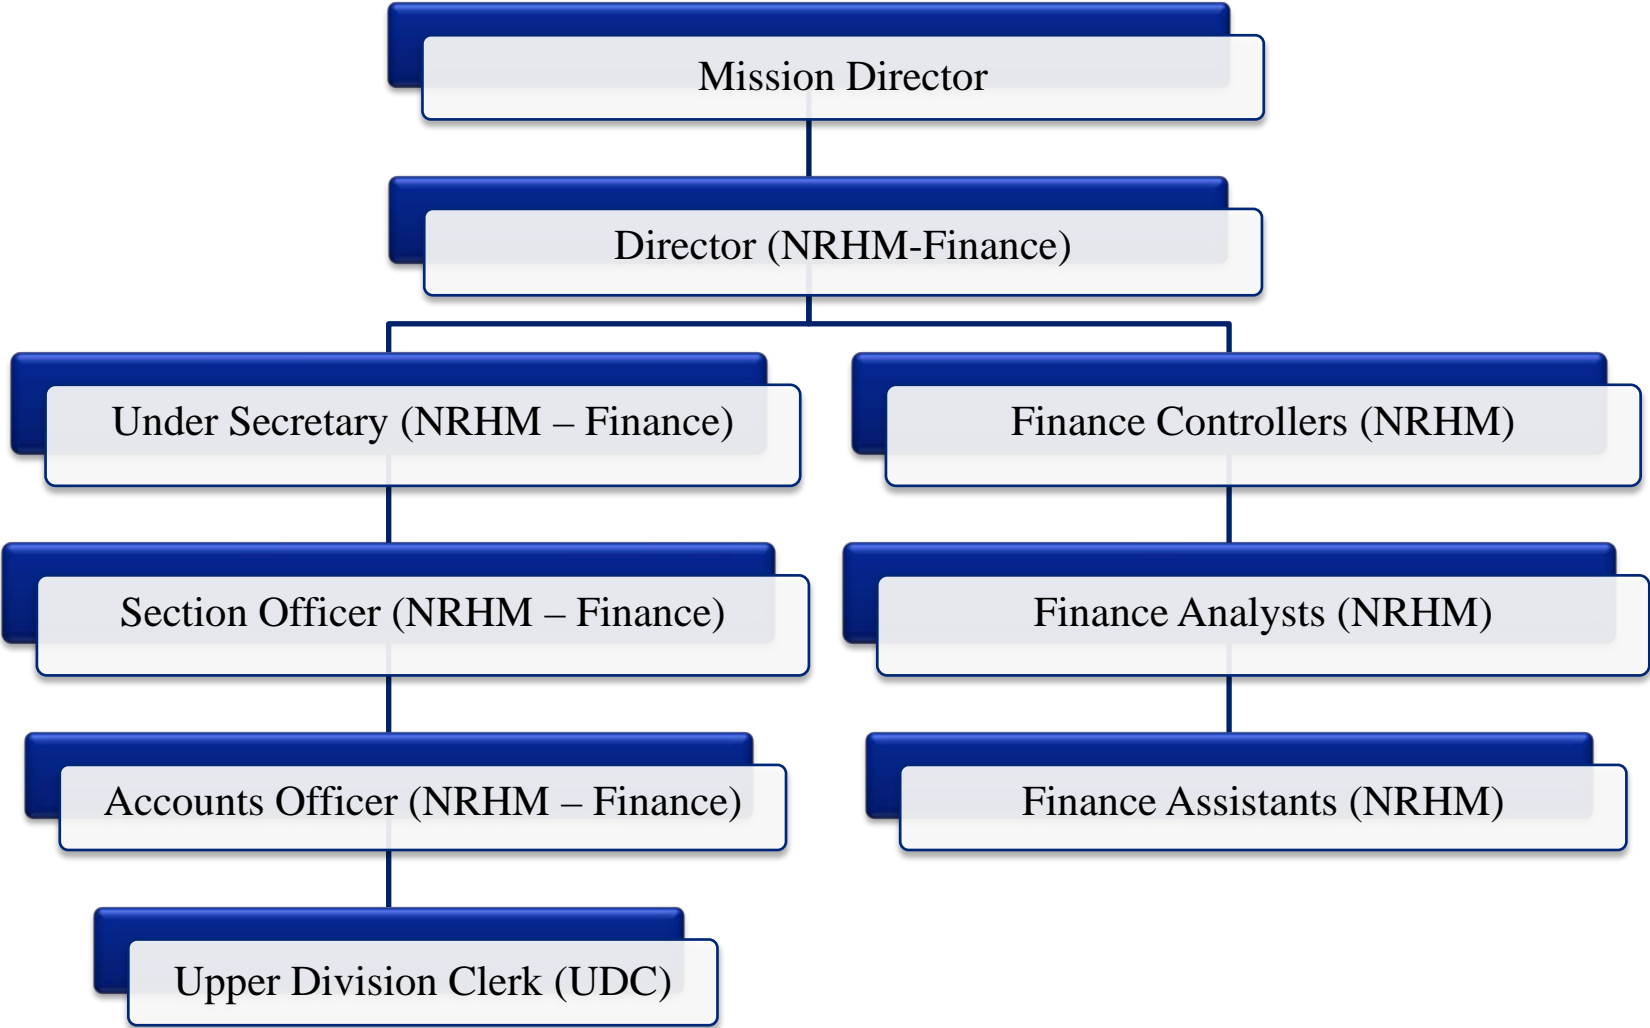 Mission Director
Director (NRHM-Finance)
Under Secretary (NRHM – Finance)
Finance Controllers (NRHM)
Section Officer (NRHM – Finance)
Finance Analysts (NRHM)
Accounts Officer (NRHM – Finance)
Finance Assistants (NRHM)
Upper Division Clerk (UDC)